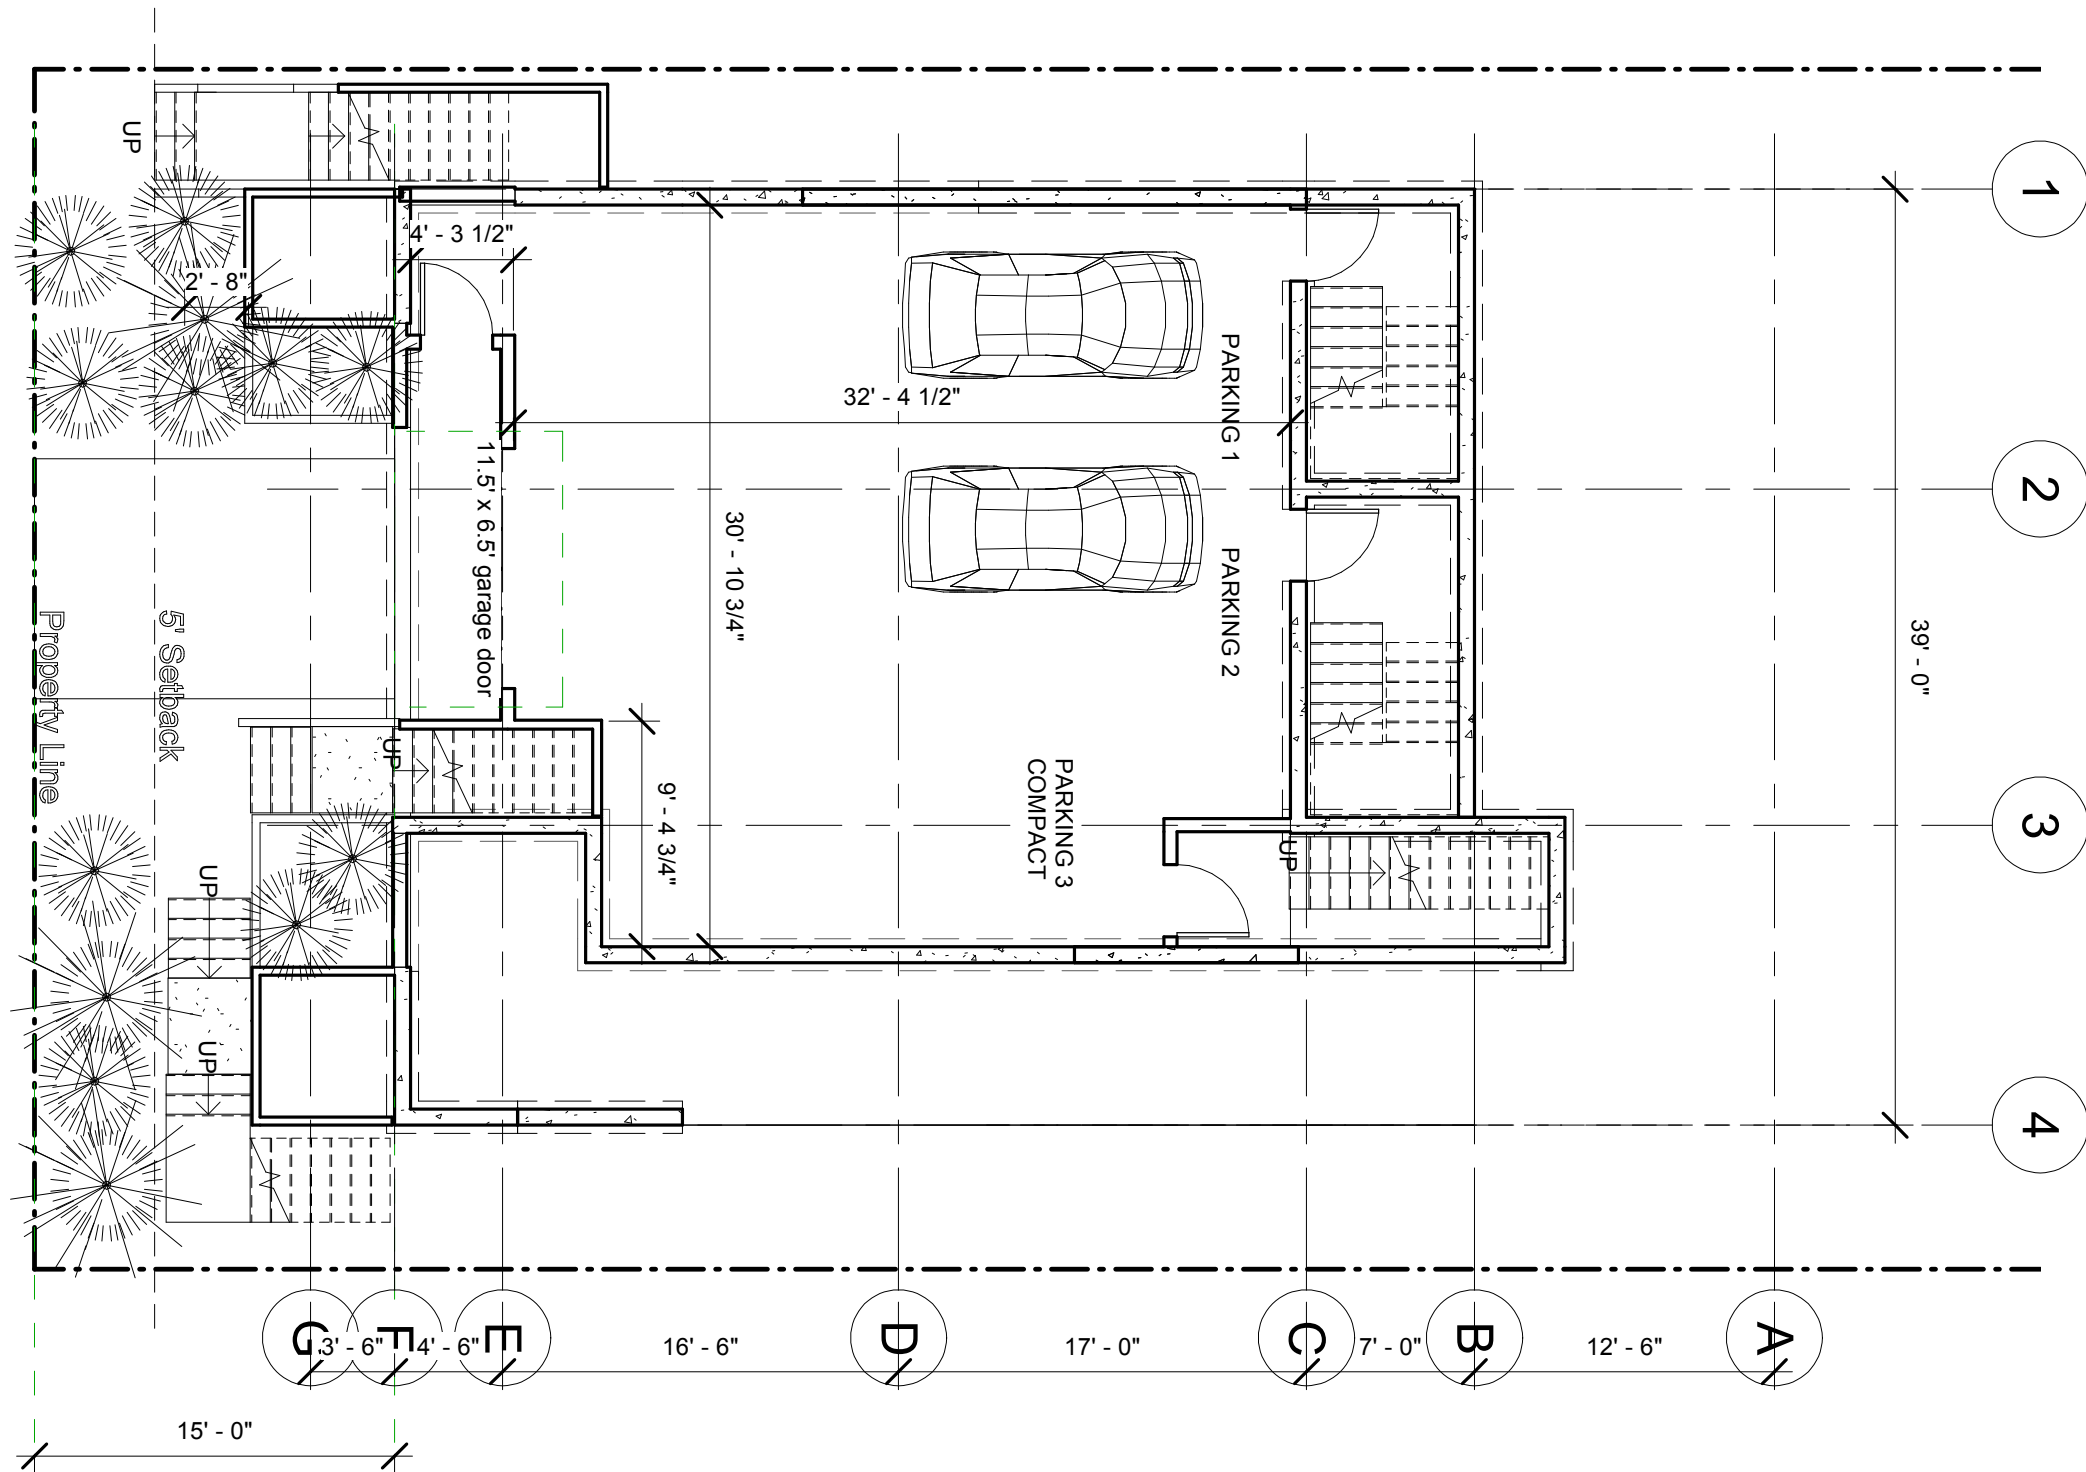 UP
1
4' - 3 1/2"
2' - 8"
32' - 4 1/2"
PARKING 1
11.5' x 6.5' garage door
2
30' - 10 3/4"
PARKING 2
39' - 0"
5' Setback
Property Line
UP
9' - 4 3/4"
PARKING 3
COMPACT
UP
3
UP
UP
4
G
F
E
D
C
B
A
3' - 6"
4' - 6"
16' - 6"
17' - 0"
7' - 0"
12' - 6"
15' - 0"